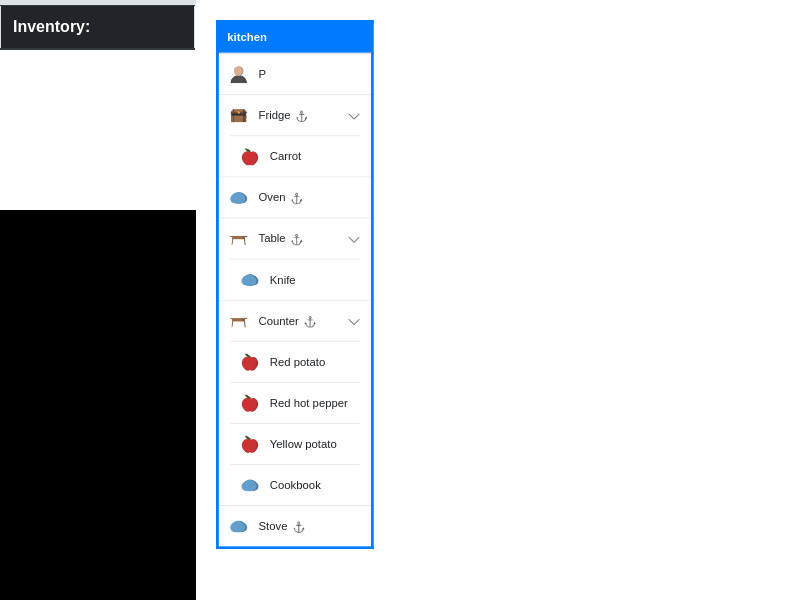 Inventory:
kitchen
P
Fridge
Carrot
Oven
Table
Knife
Counter
Red potato
Red hot pepper
Yellow potato
Cookbook
Stove